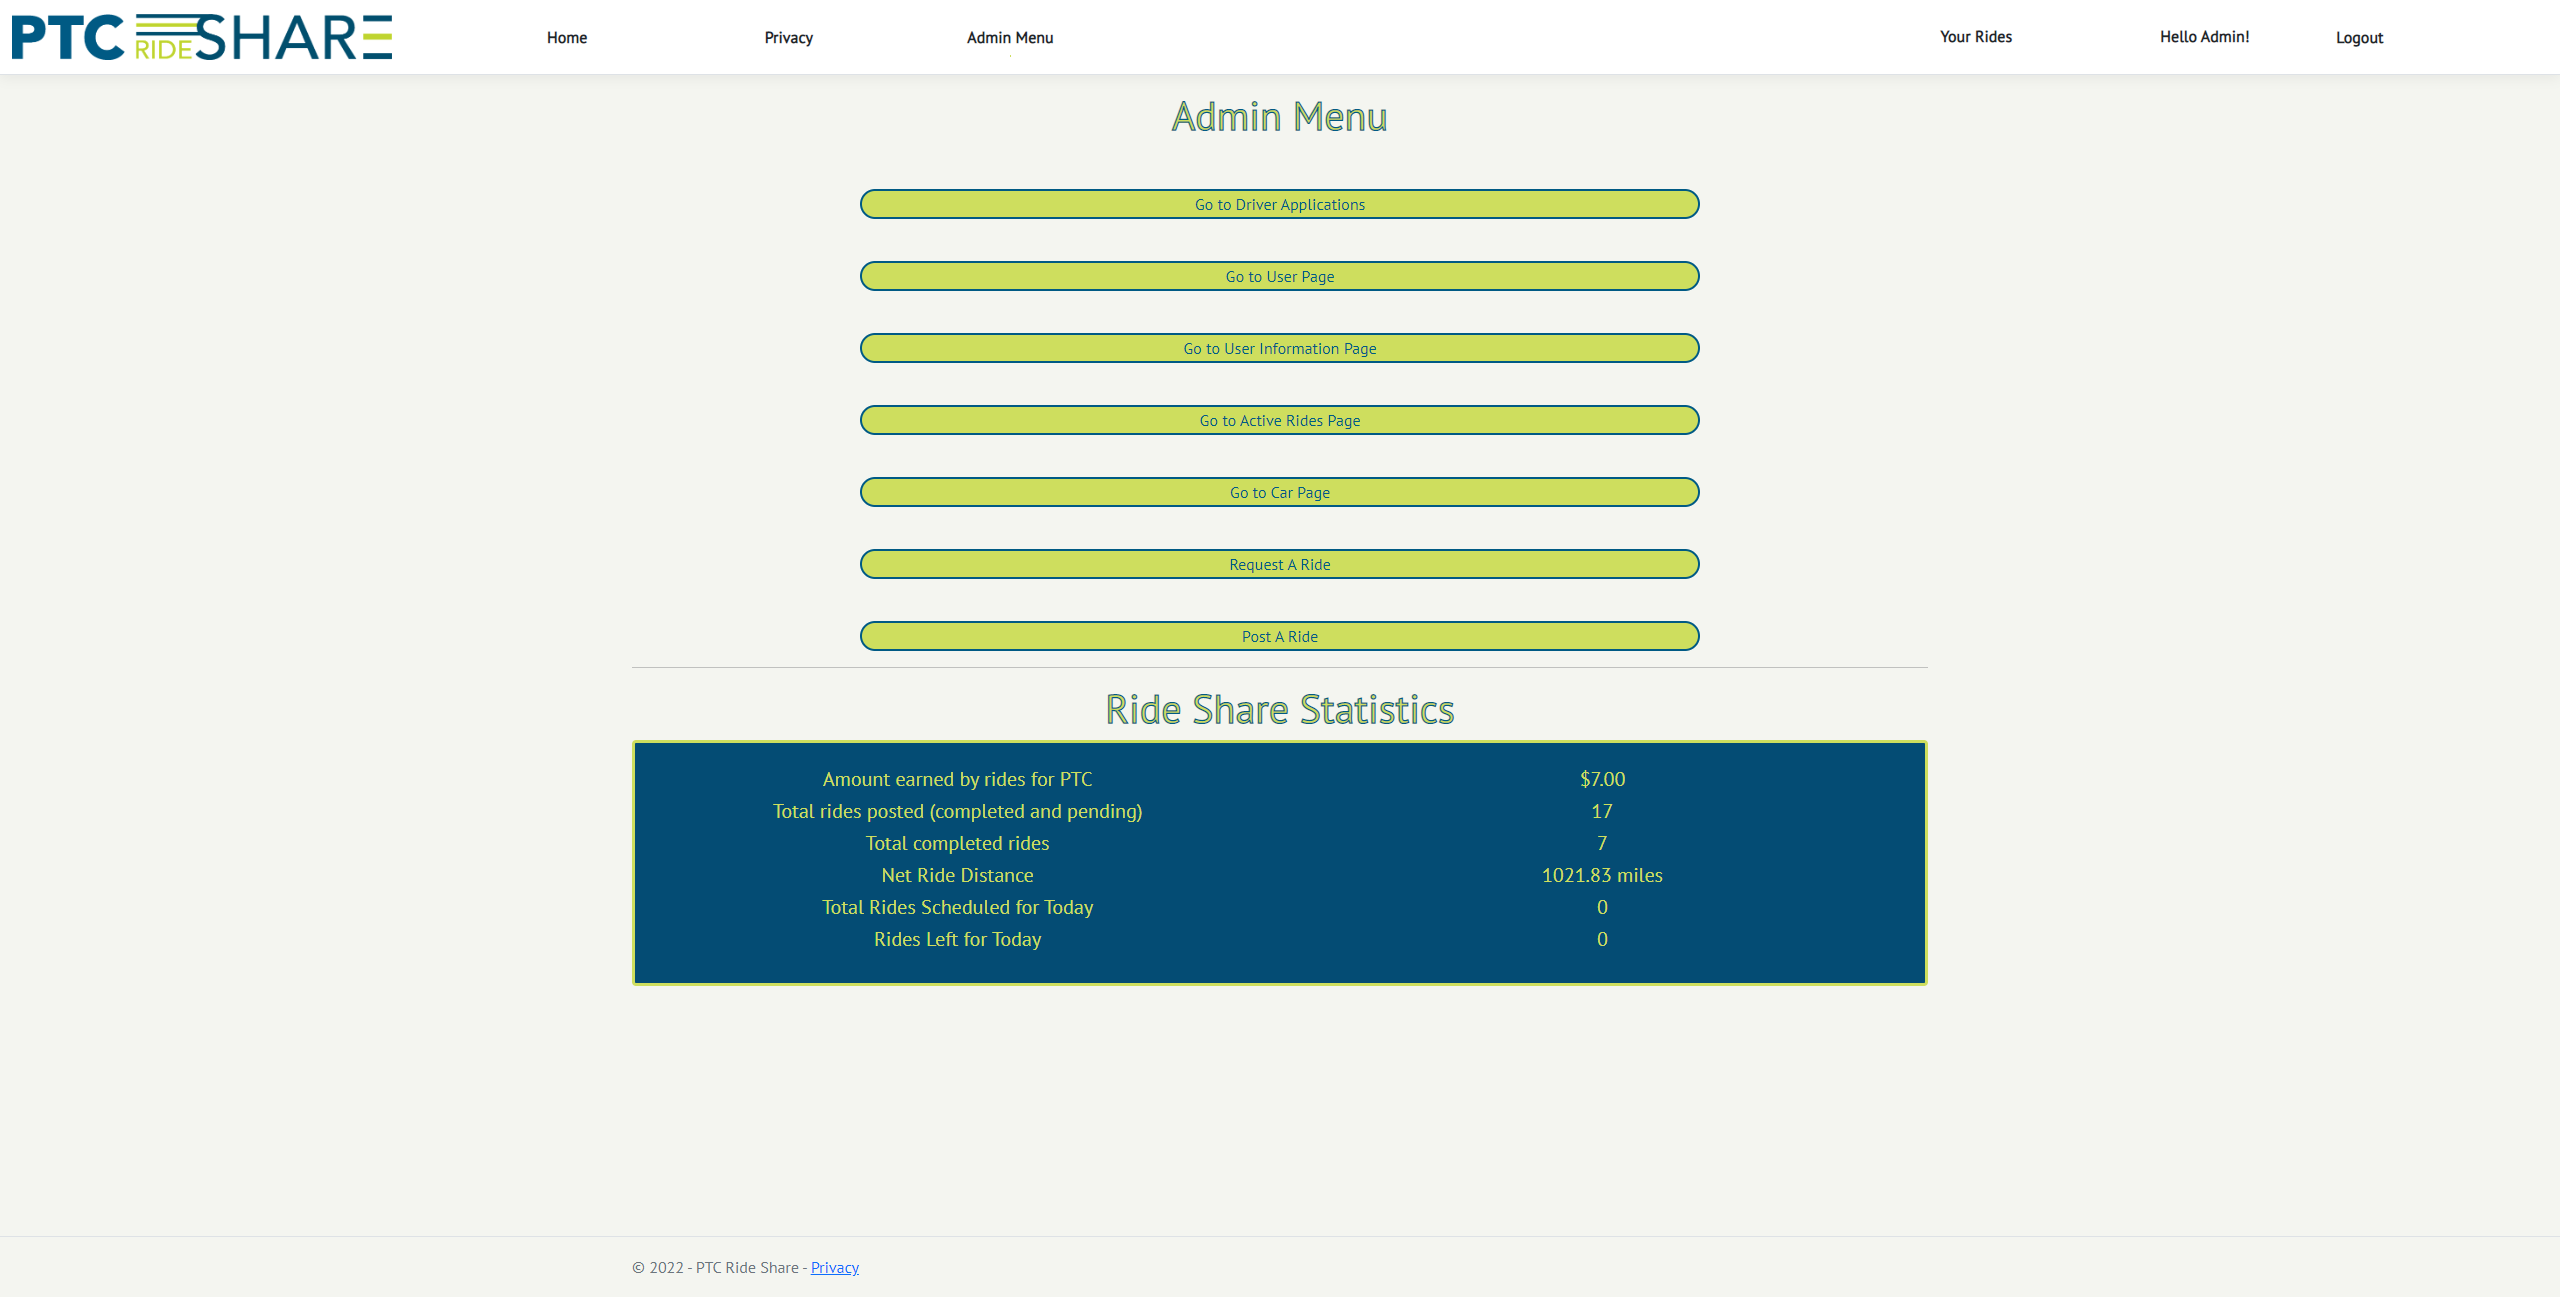 PTC RIDESHARE
Home Privacy Admin Menu Your Rides Hello Admin! Logout
Admin Menu
Go to Driver Applications
Go to User Page
Go to User Information Page
Go to Active Rides Page
Go to Car Page
Request A Ride
Post A Ride
Ride Share Statistics
Amount earned by rides for PTC $7.00
Total rides posted (completed and pending) 17
Total completed rides 7
Net Ride Distance 1021.83 miles
Total Rides Scheduled for Today 0
Rides Left for Today 0
© 2022 - PTC Ride Share - Privacy